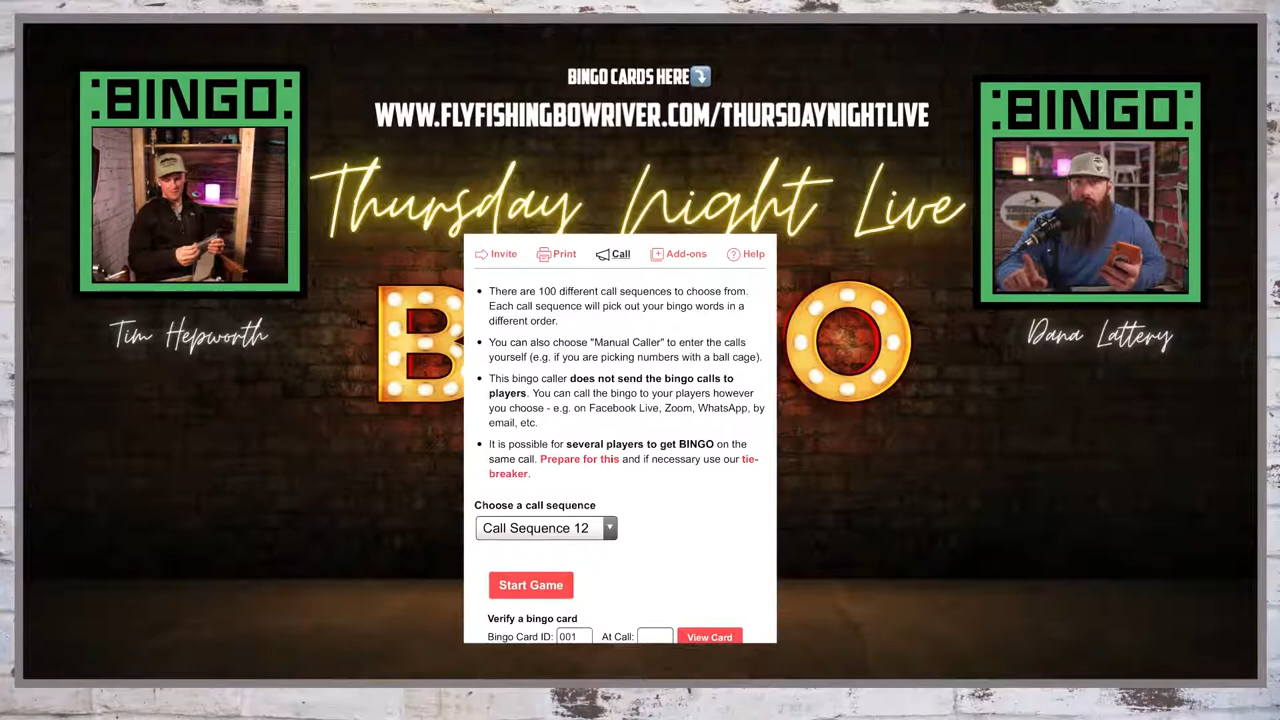 BINGO CARDS HERE
WWW.FLYFISHINGBOWRIVER.COM/THURSDAYNIGHTLIVE
:BINGO:
:BINGO:
Thursday Night Live
Invite
Print
Call
Add-ons
Help
• There are 100 different call sequences to choose from.
Each call sequence will pick out your bingo words in a
different order.
• You can also choose "Manual Caller" to enter the calls
yourself (e.g. if you are picking numbers with a ball cage).
• This bingo caller does not send the bingo calls to
players. You can call the bingo to your players however
you choose - e.g. on Facebook Live, Zoom, WhatsApp, by
email, etc.
• It is possible for several players to get BINGO on the
same call. Prepare for this and if necessary use our tie-
breaker.
Choose a call sequence
Call Sequence 12
Start Game
Verify a bingo card
Bingo Card ID: 001 At Call: View Card
B
O
Tim Hepworth
Dana Lattery